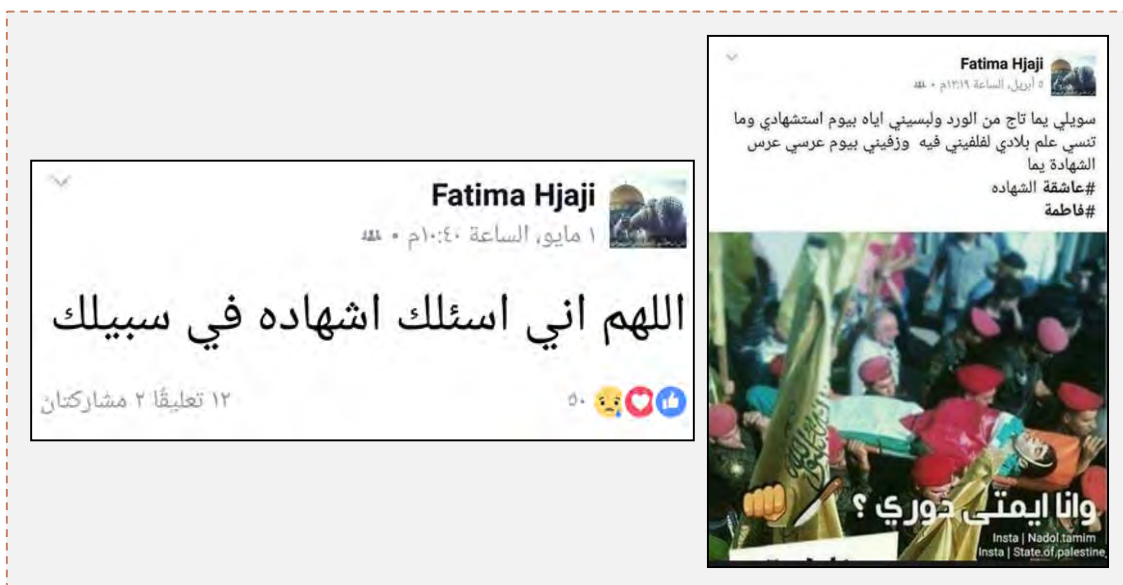 Fatima Hjaji
٥ أبريل، الساعة ١٢:١٩م •
سويلي يما تاج من الورد ولبسيني اياه بيوم استشهادي وما
تنسي علم بلادي لفلفيني فيه وزفيني بيوم عرسي عرس
الشهادة يما
#عاشقة الشهاده
#فاطمة
وانا ايمتى دوري ؟
Insta | Nadol.tamim
Insta | State.of.palestine
Fatima Hjaji
١ مايو، الساعة ١٠:٤٠م •
اللهم اني اسئلك اشهاده في سبيلك
٥٠
١٢ تعليقًا ٢ مشاركتان